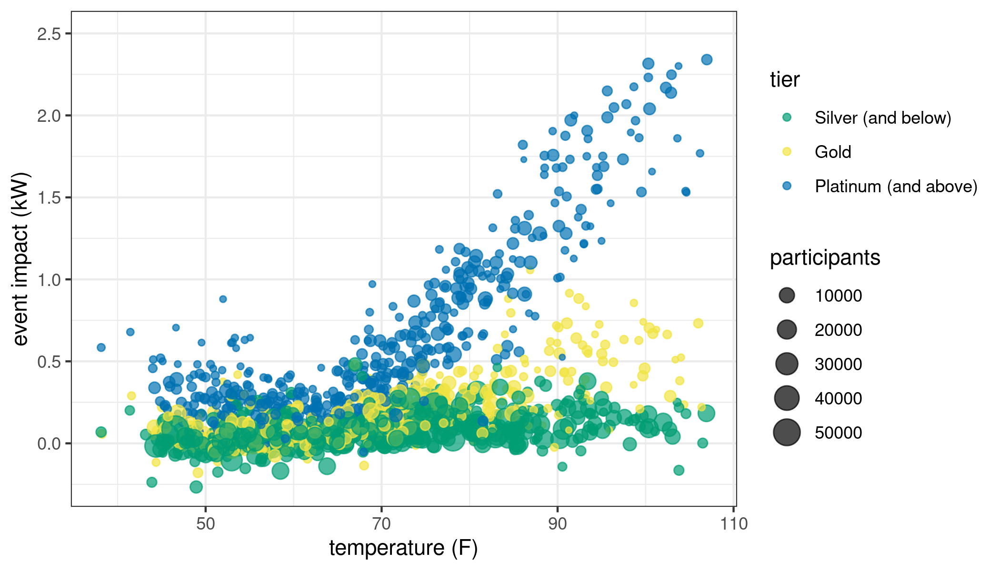 2.5
2.0
1.5
1.0
0.5
0.0
event impact (kW)
50 70 90 110
temperature (F)
tier
Silver (and below)
Gold
Platinum (and above)
participants
10000
20000
30000
40000
50000